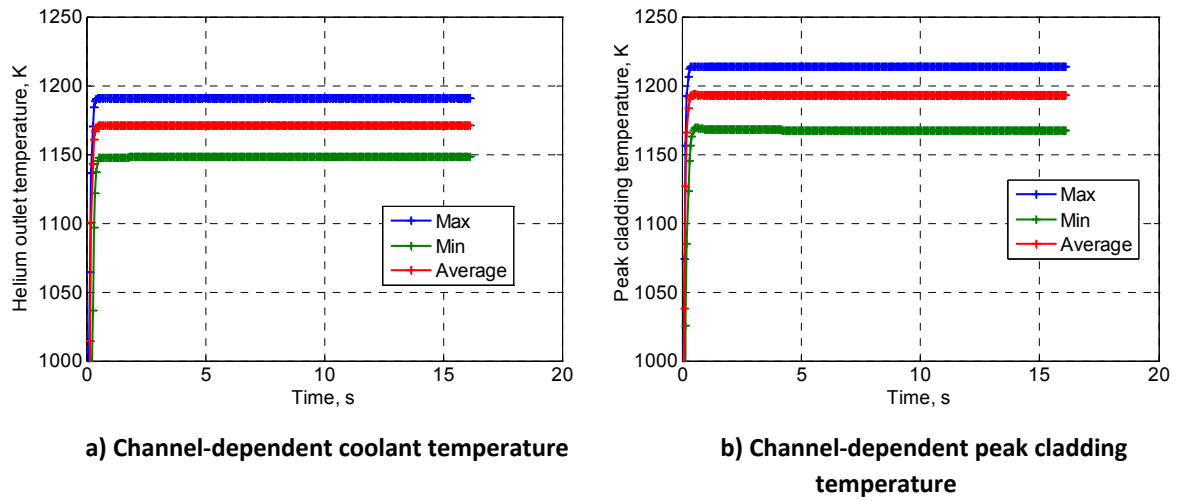 1250
1200
1150
1100
1050
1000
Helium outlet temperature, K
0
5
10
15
20
Time, s
Max
Min
Average
a) Channel-dependent coolant temperature
1250
1200
1150
1100
1050
1000
Peak cladding temperature, K
0
5
10
15
20
Time, s
Max
Min
Average
b) Channel-dependent peak cladding
temperature